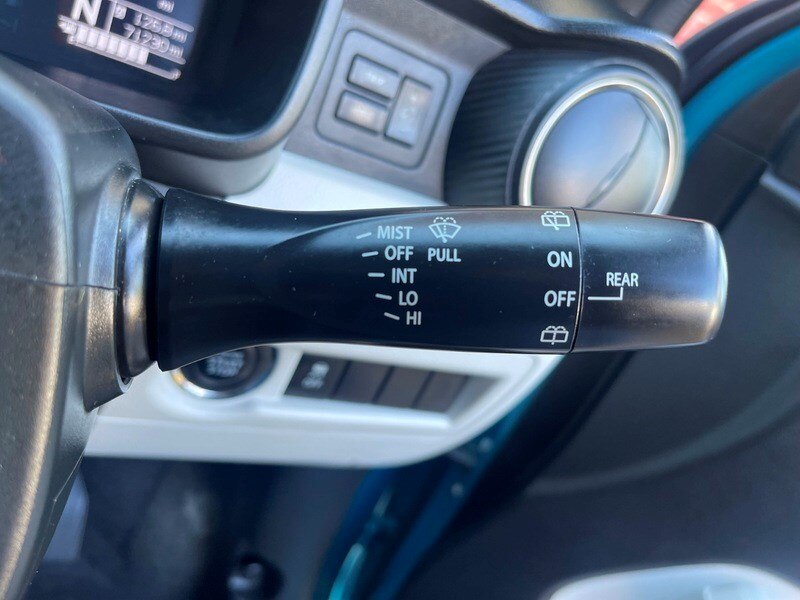 N
MIST
OFF
INT
LO
HI
PULL
ON
OFF
REAR